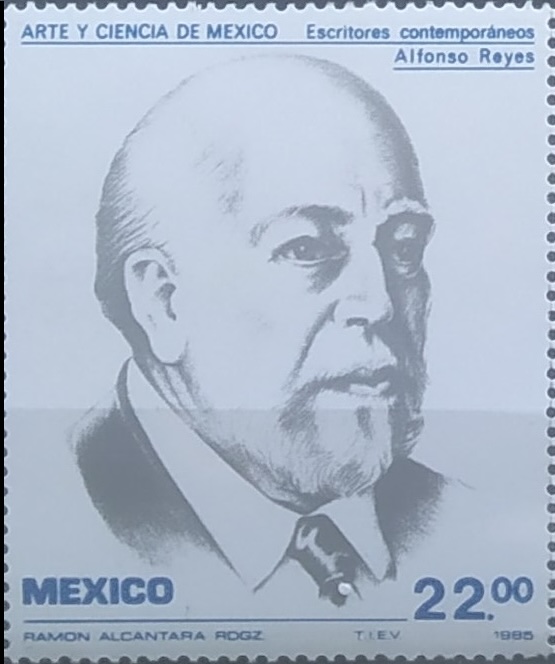 ARTE Y CIENCIA DE MEXICO Escritores contemporáneos
Alfonso Reyes
MEXICO 22.00
RAMON ALCANTARA RDGZ. T.I.E.V. 1985